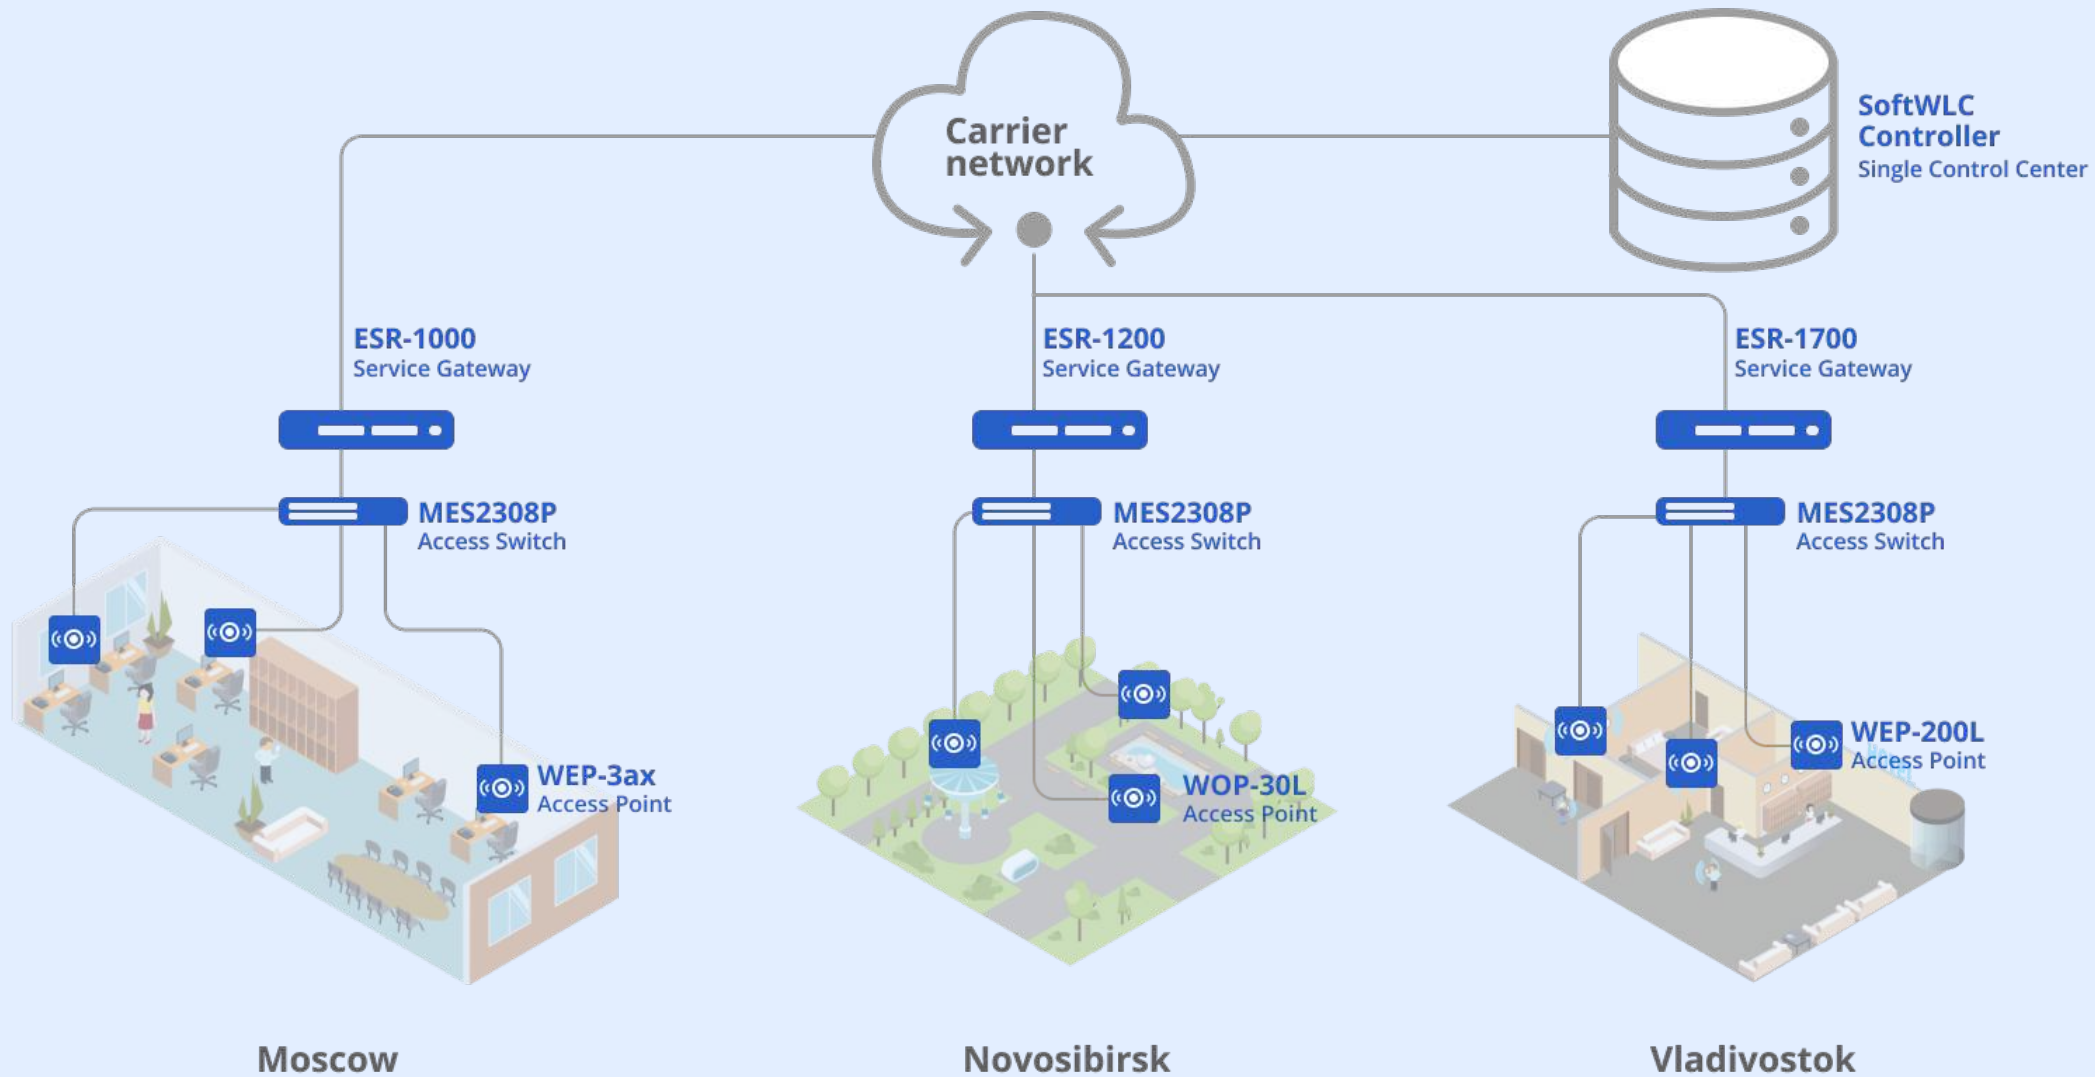 Carrier
network
SoftWLC
Controller
Single Control Center
ESR-1000
Service Gateway
ESR-1200
Service Gateway
ESR-1700
Service Gateway
MES2308P
Access Switch
MES2308P
Access Switch
MES2308P
Access Switch
WEP-3ax
Access Point
WOP-30L
Access Point
WEP-200L
Access Point
Moscow
Novosibirsk
Vladivostok